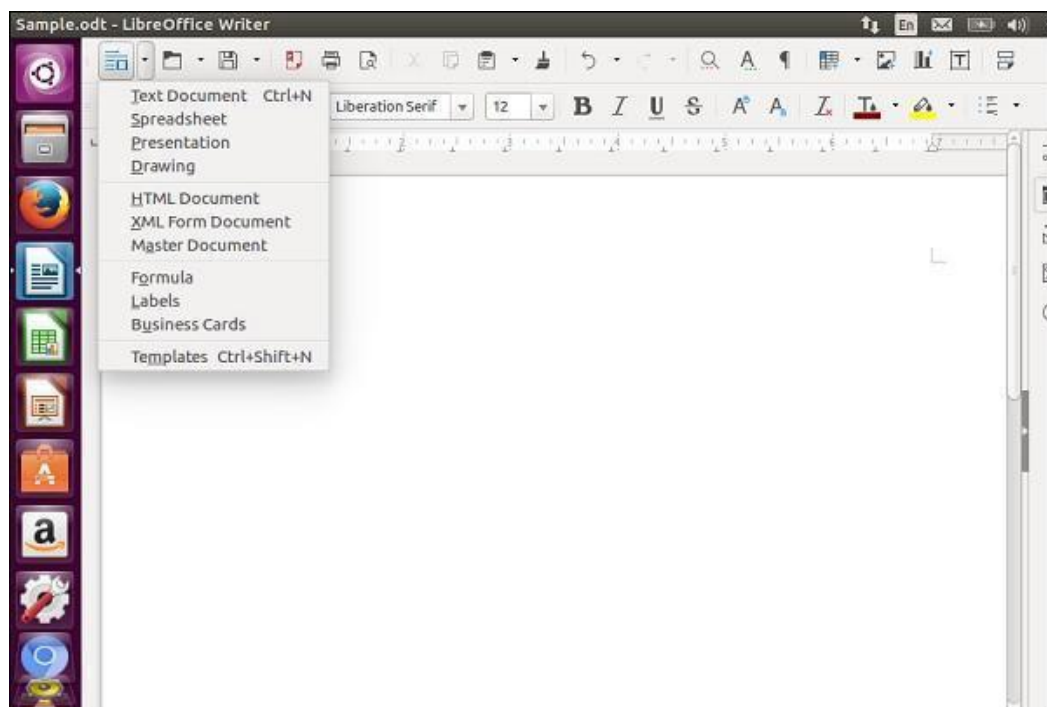 Sample.odt - LibreOffice Writer
En
Text Document Ctrl+N
Liberation Serif 12 B I U S
Spreadsheet
Presentation
Drawing
HTML Document
XML Form Document
Master Document
Formula
Labels
Business Cards
Templates Ctrl+Shift+N